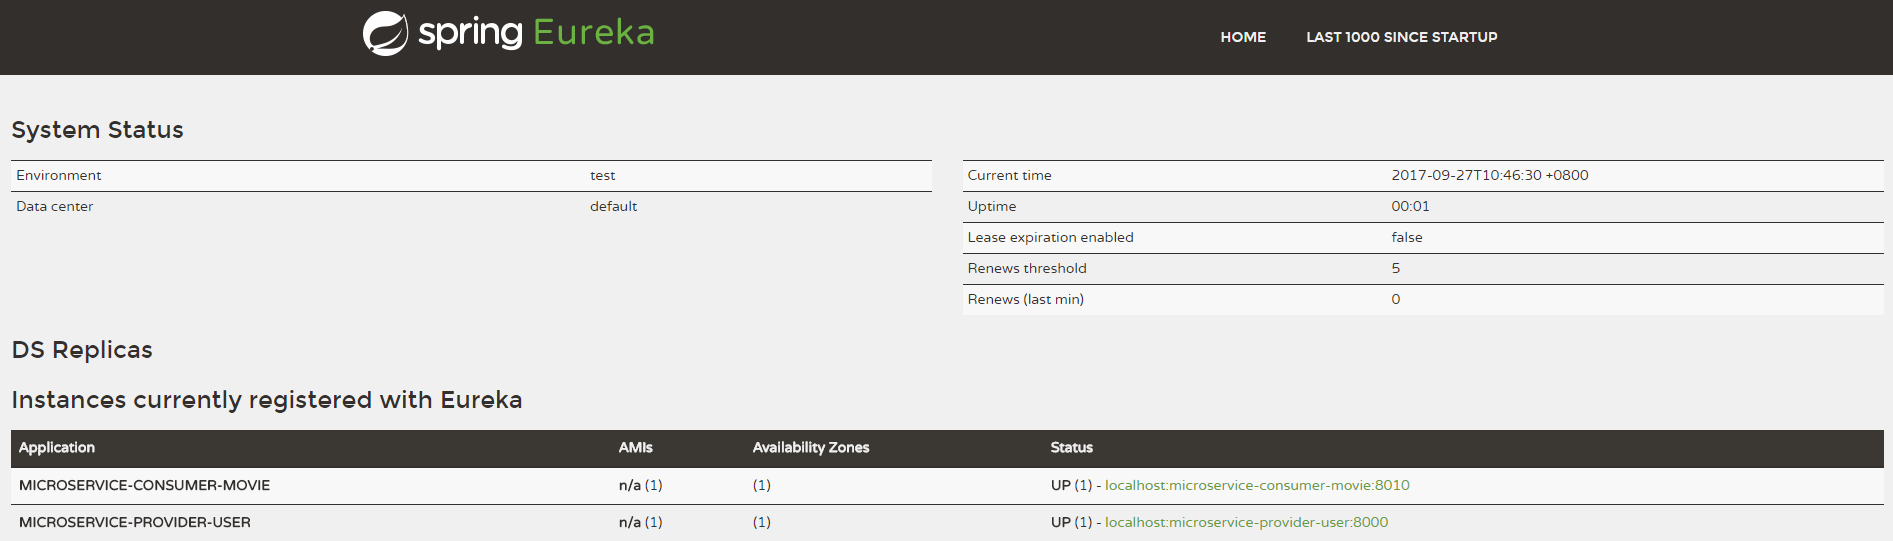 spring Eureka HOME LAST 1000 SINCE STARTUP
System Status
Environment test
Data center default
Current time 2017-09-27T10:46:30 +0800
Uptime 00:01
Lease expiration enabled false
Renews threshold 5
Renews (last min) 0
DS Replicas
Instances currently registered with Eureka
Application AMIs Availability Zones Status
MICROSERVICE-CONSUMER-MOVIE n/a (1) (1) UP (1) - localhost:microservice-consumer-movie:8010
MICROSERVICE-PROVIDER-USER n/a (1) (1) UP (1) - localhost:microservice-provider-user:8000